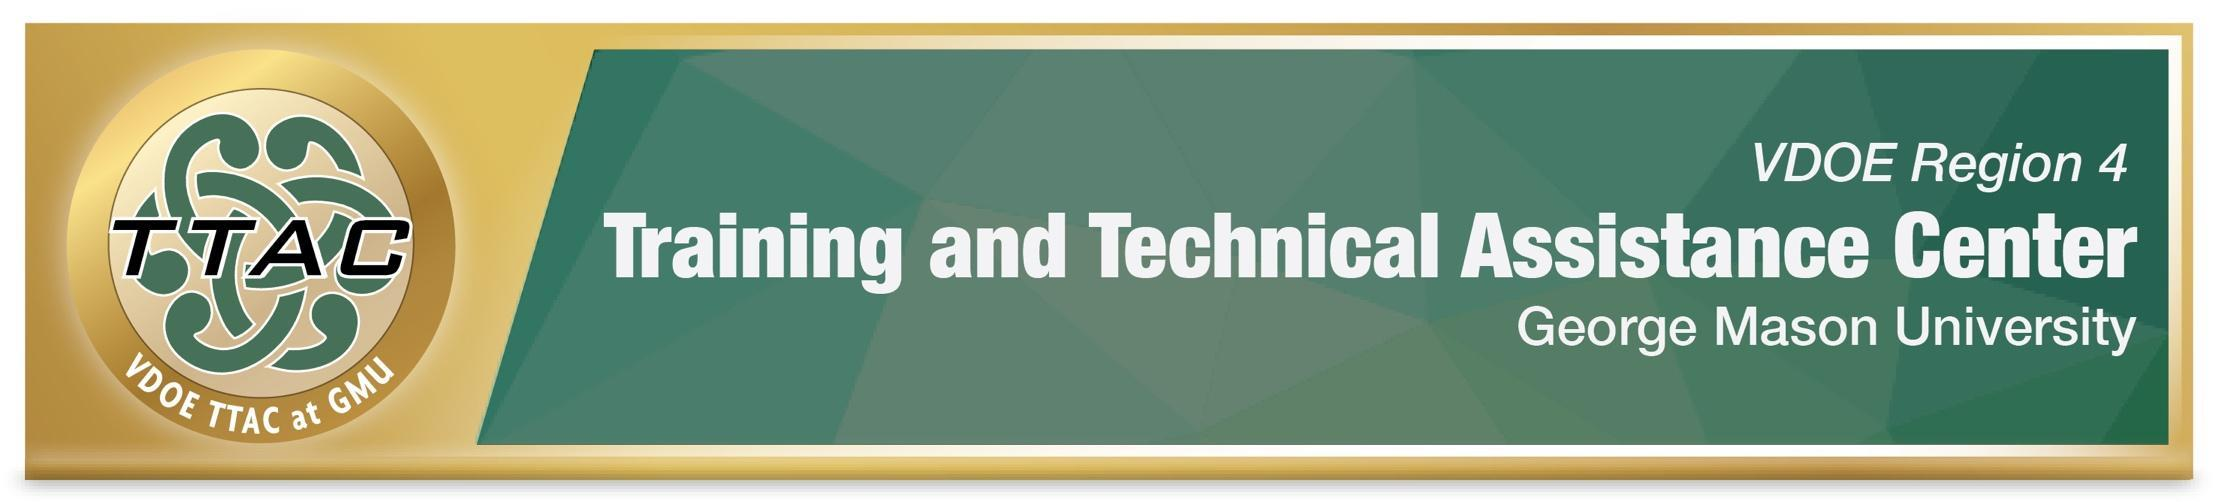 TTAC
VDOE TTAC at GMU
VDOE Region 4
Training and Technical Assistance Center
George Mason University